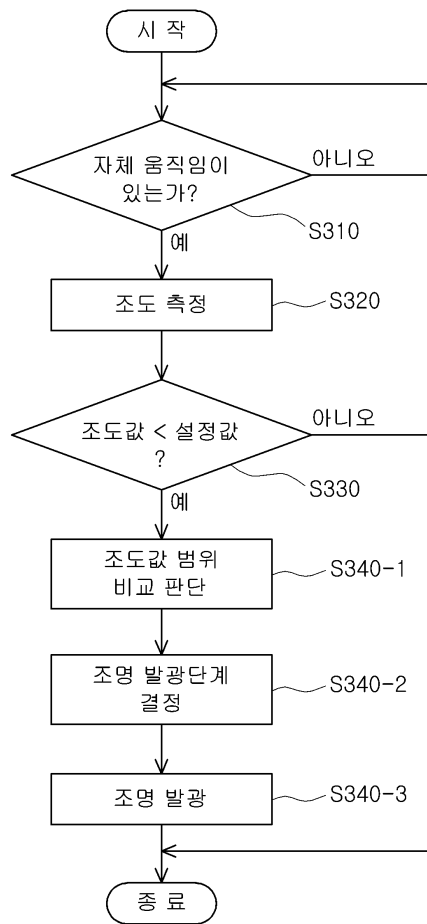 시 작
자체 움직임이
있는가?
아니오
S310
예
조도 측정
S320
조도값 < 설정값
?
아니오
S330
예
조도값 범위
비교 판단
S340-1
조명 발광단계
결정
S340-2
조명 발광
S340-3
종 료